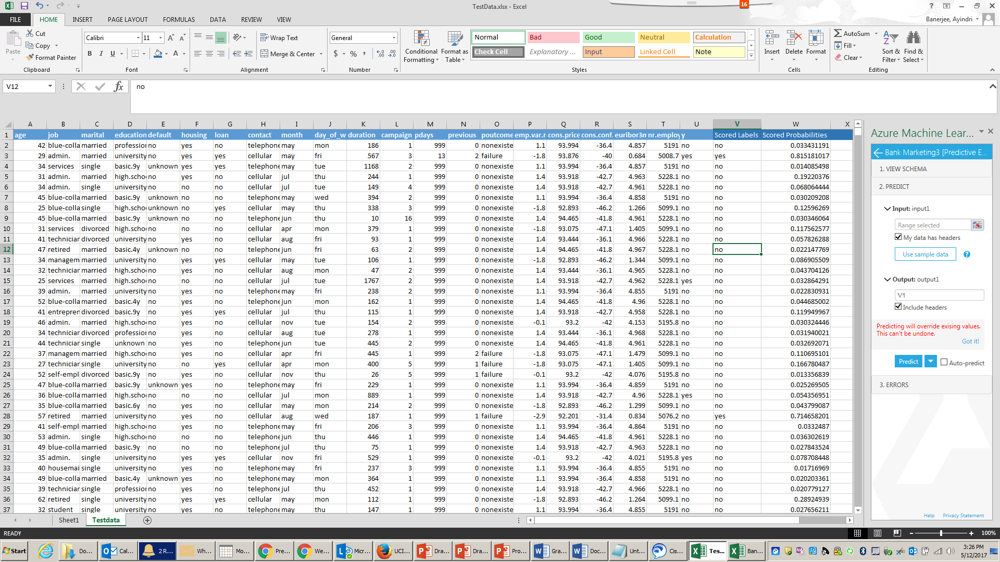 TestData.xlsx - Excel
16
FILE HOME INSERT PAGE LAYOUT FORMULAS DATA REVIEW VIEW
Banerjee, Ayindri
Paste Cut Copy Format Painter Clipboard
Calibri 11 B I U A Font
Wrap Text Merge & Center Alignment
General $ % Number
Conditional Formatting Format as Table
Normal Bad Good Neutral Calculation
Check Cell Explanatory ... Input Linked Cell Note
Styles
Insert Delete Format Cells
AutoSum Fill Clear Sort & Filter Find & Select Editing
V12 fx no
A B C D E F G H I J K L M N O P Q R S T U V W X
1 age job marital education default housing loan contact month day_of_w duration campaign pdays previous poutcome emp.var.r cons.price cons.conf. euribor3m nr.employ y Scored Labels Scored Probabilities
2 42 blue-colla married profession no yes no telephone may mon 186 1 999 0 nonexiste 1.1 93.994 -36.4 4.857 5191 no no 0.033431191
3 29 admin. married university no yes yes cellular may fri 567 3 13 2 failure -1.8 93.876 -40 0.684 5008.7 yes yes 0.815181017
4 34 services single basic.9y unknown yes yes telephone may tue 1168 2 999 0 nonexiste 1.1 93.994 -36.4 4.857 5191 no no 0.014085498
5 31 admin. married high.schoo no yes no cellular jul thu 244 1 999 0 nonexiste 1.4 93.918 -42.7 4.963 5228.1 no no 0.19220376
6 34 admin. single university no no no cellular jul tue 149 4 999 0 nonexiste 1.4 93.918 -42.7 4.961 5228.1 no no 0.068064444
7 45 blue-colla married basic.9y unknown no no telephone may wed 394 2 999 0 nonexiste 1.1 93.994 -36.4 4.858 5191 no no 0.030209208
8 25 blue-colla single high.schoo unknown no yes cellular may thu 338 3 999 0 nonexiste -1.8 92.893 -46.2 1.266 5099.1 no no 0.12596269
9 45 blue-colla married basic.9y unknown no no telephone jun thu 10 16 999 0 nonexiste 1.4 94.465 -41.8 4.961 5228.1 no no 0.030346064
10 31 services divorced high.schoo no no no cellular apr mon 379 1 999 0 nonexiste -1.8 93.075 -47.1 1.405 5099.1 no no 0.117562577
11 41 technician divorced university no yes no cellular aug fri 93 1 999 0 nonexiste 1.4 93.444 -36.1 4.966 5228.1 no no 0.057826288
12 47 retired married basic.4y unknown no no telephone jun fri 63 2 999 0 nonexiste 1.4 94.465 -41.8 4.967 5228.1 no no 0.022147769
13 34 managem married university no yes yes cellular may tue 106 1 999 0 nonexiste -1.8 92.893 -46.2 1.344 5099.1 no no 0.086905509
14 32 technician married high.schoo no yes no cellular aug mon 47 2 999 0 nonexiste 1.4 93.444 -36.1 4.965 5228.1 no no 0.043704126
15 25 services married high.schoo no no no cellular jul tue 1767 2 999 0 nonexiste 1.4 93.918 -42.7 4.962 5228.1 yes no 0.032864291
16 39 admin. married university no yes no telephone may fri 238 2 999 0 nonexiste 1.1 93.994 -36.4 4.855 5191 no no 0.022830931
17 52 blue-colla married basic.4y no yes no telephone jun mon 162 1 999 0 nonexiste 1.4 94.465 -41.8 4.96 5228.1 no no 0.044685002
18 41 entrepren divorced basic.9y no yes yes cellular jul thu 115 1 999 0 nonexiste 1.4 93.918 -42.7 4.958 5228.1 no no 0.119949967
19 46 admin. married high.schoo no yes no cellular nov tue 154 2 999 0 nonexiste -0.1 93.2 -42 4.153 5195.8 no no 0.030324446
20 34 technician divorced profession no yes no cellular aug tue 278 1 999 0 nonexiste 1.4 93.444 -36.1 4.968 5228.1 no no 0.031940021
21 44 technician single unknown no yes no telephone jun tue 445 2 999 0 nonexiste 1.4 94.465 -41.8 4.961 5228.1 no no 0.032692071
22 37 managem married high.schoo no yes no cellular apr fri 445 1 999 2 failure -1.8 93.075 -47.1 1.479 5099.1 no no 0.110695101
23 27 technician single university no no yes cellular apr mon 400 5 999 1 failure -1.8 93.075 -47.1 1.405 5099.1 no no 0.166780487
24 52 self-empl divorced basic.9y no yes no cellular nov thu 26 5 999 1 failure -0.1 93.2 -42 4.076 5195.8 no no 0.013356839
25 47 blue-colla married basic.9y unknown yes no telephone may fri 229 1 999 0 nonexiste 1.1 93.994 -36.4 4.859 5191 no no 0.025269505
26 36 blue-colla married high.schoo no no no cellular jul mon 889 1 999 0 nonexiste 1.4 93.918 -42.7 4.96 5228.1 yes no 0.054356951
27 35 blue-colla married basic.6y no yes no cellular may mon 214 2 999 0 nonexiste -1.8 92.893 -46.2 1.299 5099.1 no no 0.043799087
28 57 retired married university no yes no cellular aug wed 187 1 999 1 failure -2.9 92.201 -31.4 0.834 5076.2 no yes 0.714658201
29 41 self-empl married high.schoo no yes no telephone may fri 206 3 999 0 nonexiste 1.1 93.994 -36.4 4.864 5191 no no 0.0332487
30 53 admin. single high.schoo no no no telephone jun thu 446 1 999 0 nonexiste 1.4 94.465 -41.8 4.961 5228.1 no no 0.036302619
31 49 blue-colla married basic.9y no no no telephone jul thu 75 1 999 0 nonexiste 1.4 93.918 -42.7 4.963 5228.1 no no 0.027843524
32 35 admin. single university no yes yes cellular nov fri 529 1 999 0 nonexiste -0.1 93.2 -42 4.021 5195.8 yes no 0.078708448
33 40 housemai single university no yes no telephone may fri 237 3 999 0 nonexiste 1.1 93.994 -36.4 4.855 5191 no no 0.01716969
34 49 blue-colla married basic.4y unknown yes no telephone may mon 364 1 999 0 nonexiste 1.1 93.994 -36.4 4.858 5191 no no 0.020203361
35 39 technician single profession no yes no telephone jul thu 452 1 999 0 nonexiste 1.4 93.918 -42.7 4.966 5228.1 no no 0.020779127
36 62 retired single university no yes yes cellular may mon 112 1 999 0 nonexiste -1.8 92.893 -46.2 1.264 5099.1 no no 0.28924939
37 32 student single university no yes no telephone may thu 147 1 999 0 nonexiste 1.1 93.994 -36.4 4.855 5191 no no 0.027656211
Azure Machine Lear...
Bank Marketing3 [Predictive E...
1. VIEW SCHEMA
2. PREDICT
Input: input1
Range selected
My data has headers
Use sample data ?
Output: output1
V1
Include headers
Predicting will override exising values.
This can't be undone.
Got it!
Predict Auto-predict
3. ERRORS
Help Privacy Statement
Sheet1 Testdata
READY 100%
Start Do... Cal... 2 R... Wh... Mo... Pre... We... Micr... UCI... Dra... Dra... Pro... Gra... Doc... Unt... Cis... Tes... Ban...
3:26 PM
5/12/2017